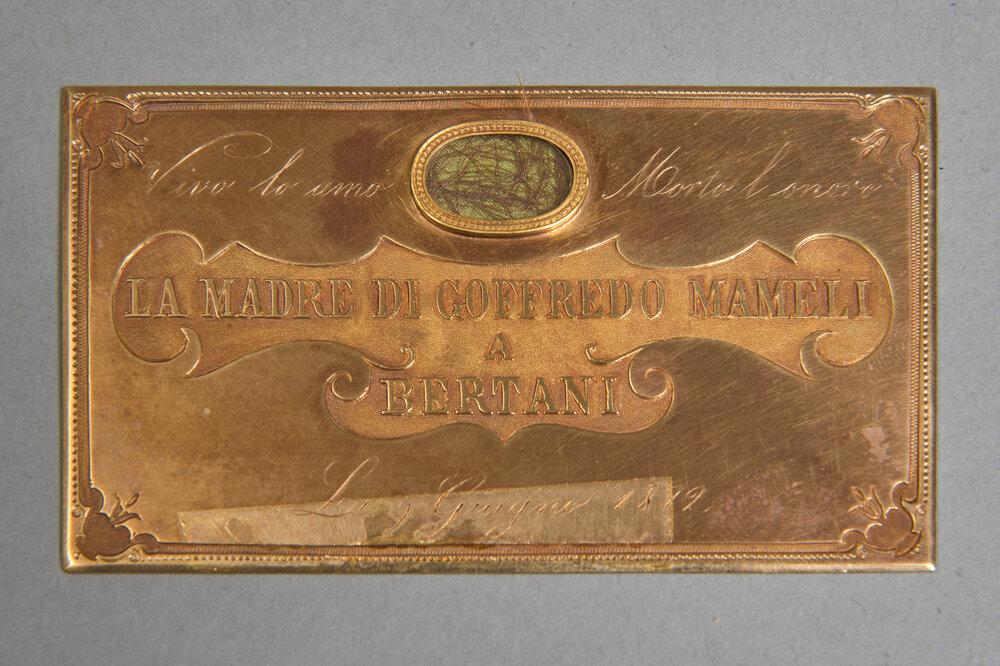 Vivo lo amo Morto l'onoro
LA MADRE DI GOFFREDO MAMELI
A
BERTANI
Li 9 Giugno